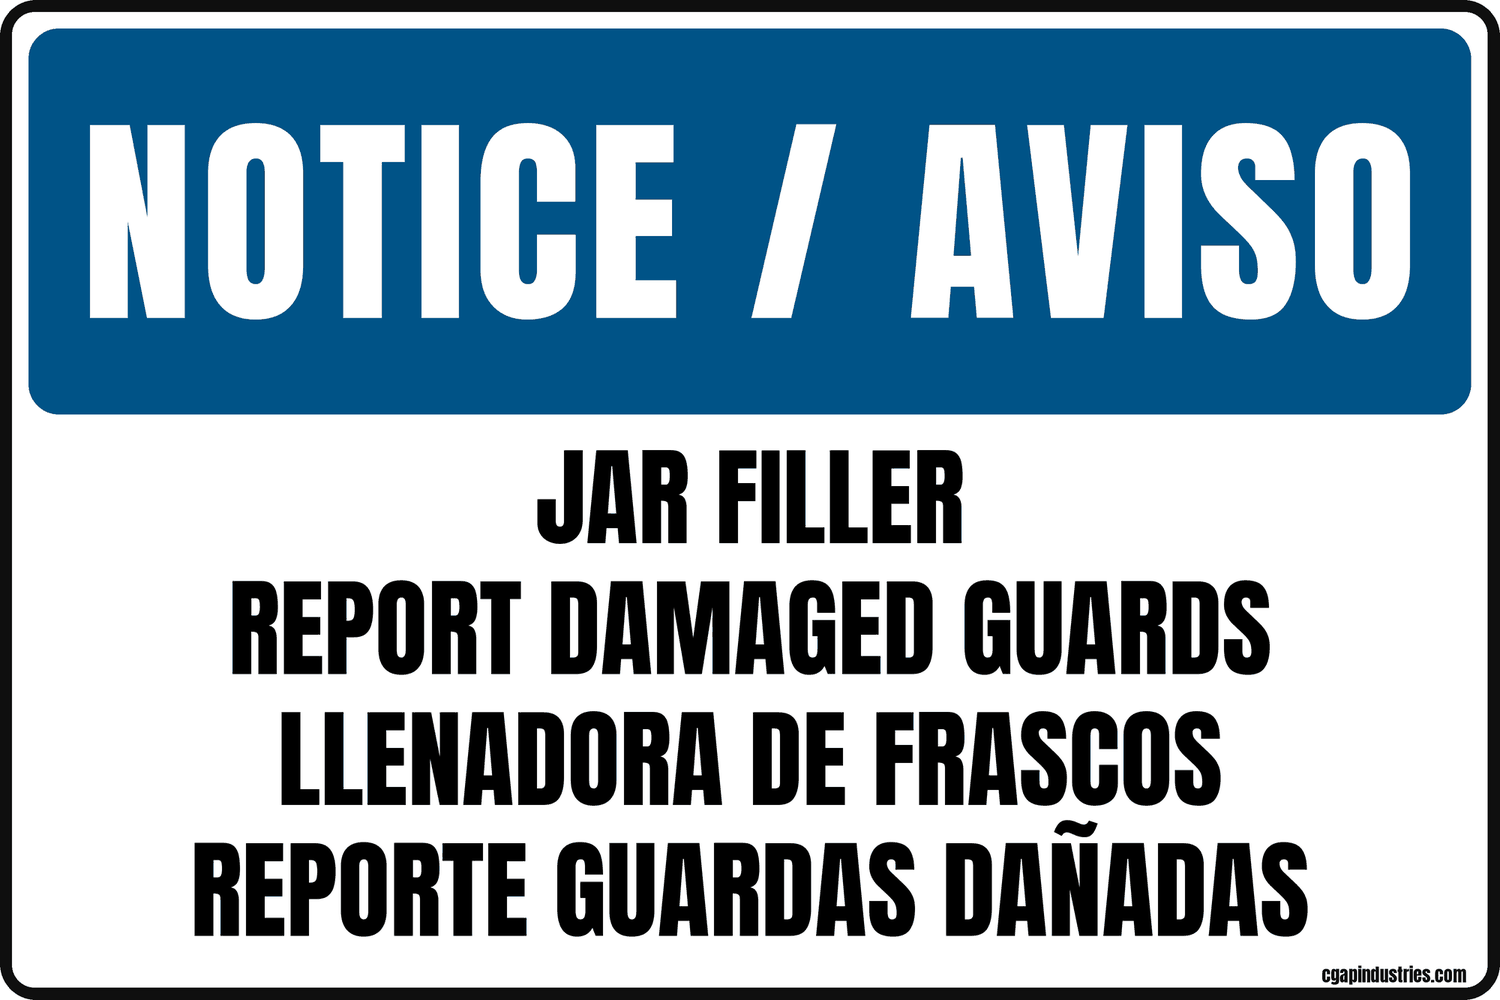 NOTICE / AVISO
JAR FILLER
REPORT DAMAGED GUARDS
LLENADORA DE FRASCOS
REPORTE GUARDAS DAÑADAS
cgapindustries.com